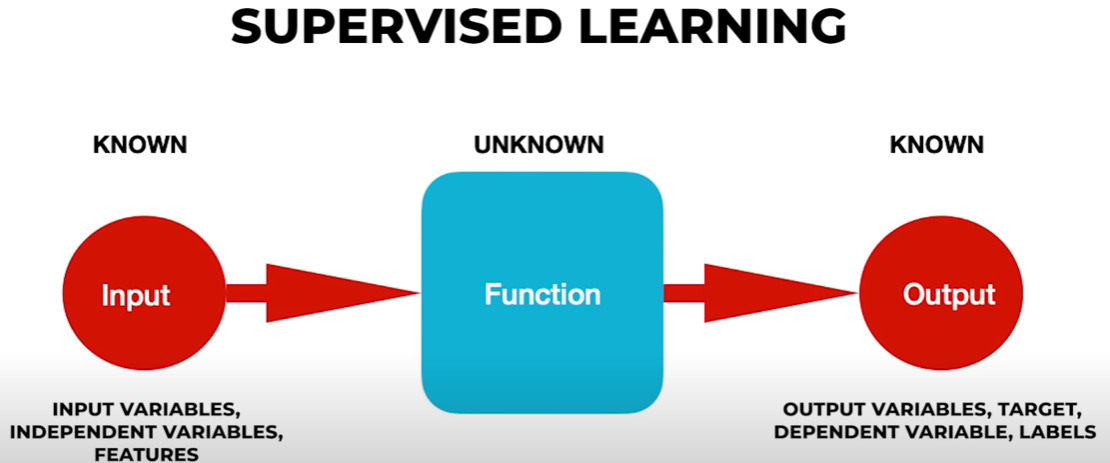 SUPERVISED LEARNING
KNOWN
UNKNOWN
KNOWN
Input
Function
Output
INPUT VARIABLES,
INDEPENDENT VARIABLES,
FEATURES
OUTPUT VARIABLES, TARGET,
DEPENDENT VARIABLE, LABELS